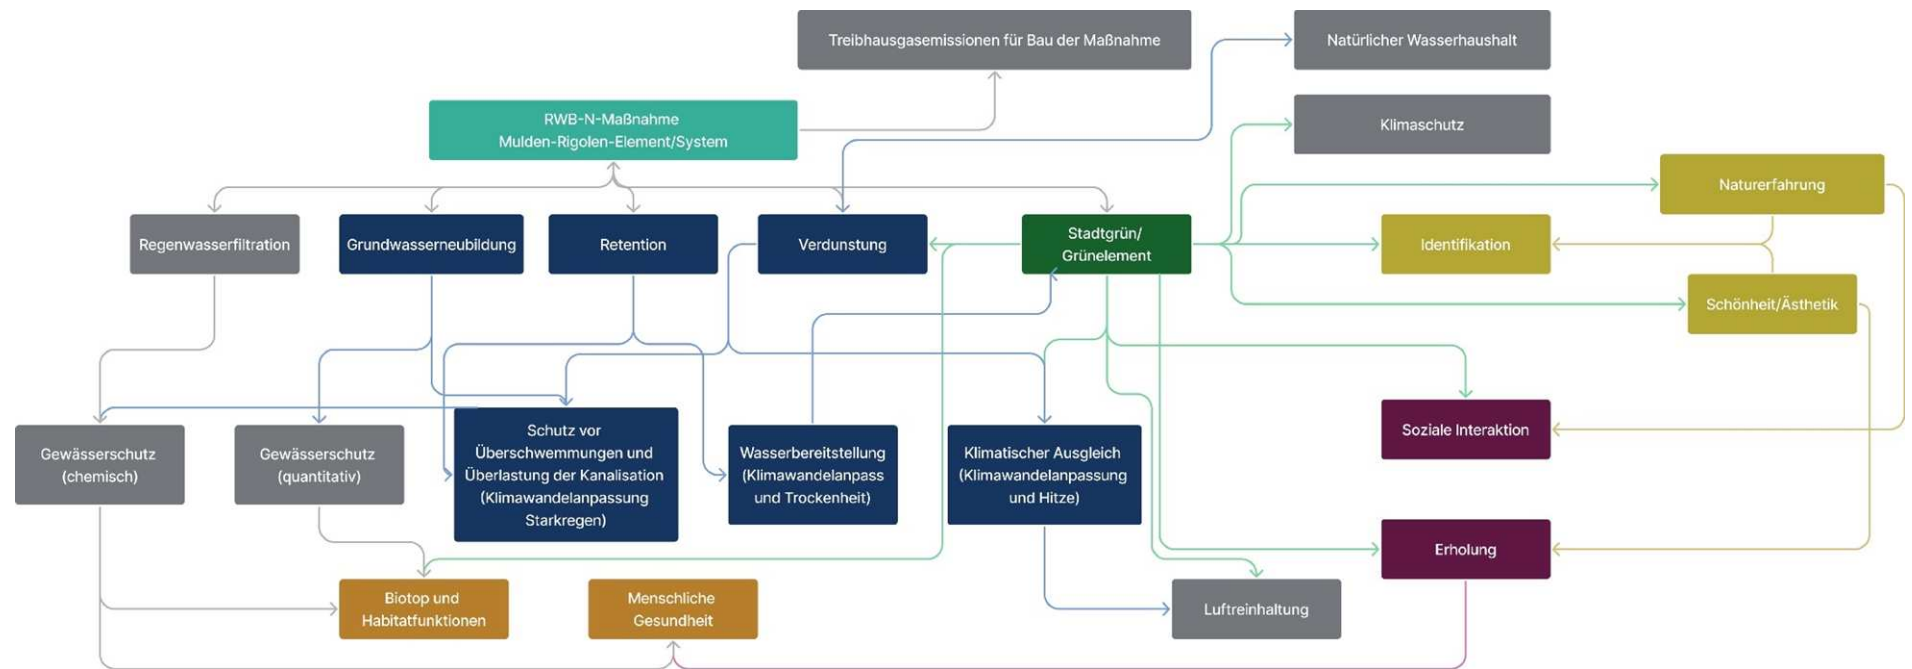 Treibhausgasemissionen für Bau der Maßnahme
Natürlicher Wasserhaushalt
RWB-N-Maßnahme
Mulden-Rigolen-Element/System
Klimaschutz
Naturerfahrung
Regenwasserfiltration
Grundwasserneubildung
Retention
Verdunstung
Stadtgrün/
Grünelement
Identifikation
Schönheit/Ästhetik
Gewässerschutz
(chemisch)
Gewässerschutz
(quantitativ)
Schutz vor
Überschwemmungen und
Überlastung der Kanalisation
(Klimawandelanpassung
Starkregen)
Wasserbereitstellung
(Klimawandelanpass
und Trockenheit)
Klimatischer Ausgleich
(Klimawandelanpassung
und Hitze)
Soziale Interaktion
Erholung
Biotop und
Habitatfunktionen
Menschliche
Gesundheit
Luftreinhaltung